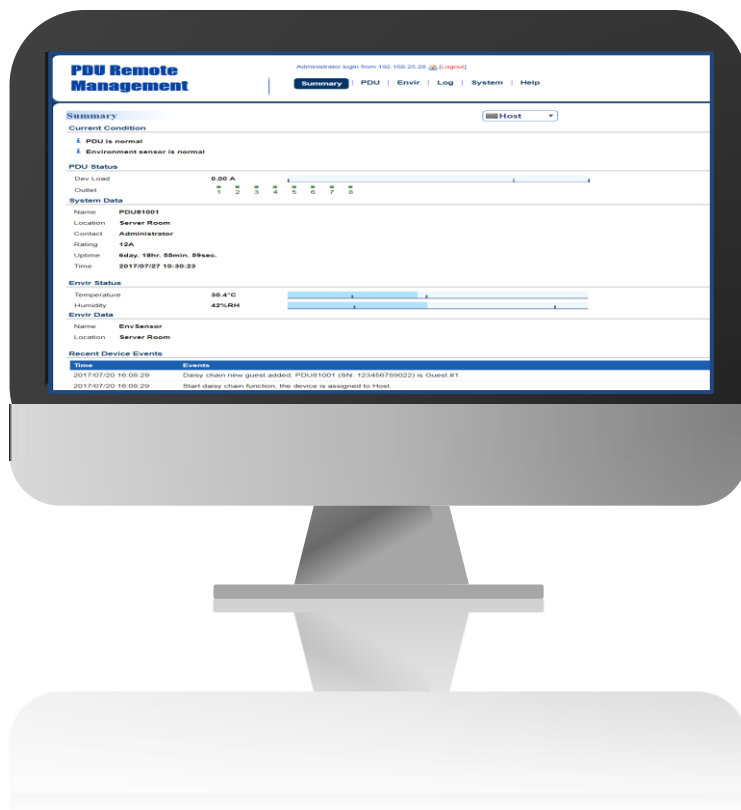 PDU Remote
Management
Administrator login from 192.168.25.28 [Logout]
Summary | PDU | Envir | Log | System | Help
Summary
Host
Current Condition
PDU is normal
Environment sensor is normal
PDU Status
Dev Load 0.00 A
Outlet 1 2 3 4 5 6 7 8
System Data
Name PDU81001
Location Server Room
Contact Administrator
Rating 12A
Uptime 6day. 18hr. 55min. 59sec.
Time 2017/07/27 10:30:23
Envir Status
Temperature 30.4°C
Humidity 42%RH
Envir Data
Name EnvSensor
Location Server Room
Recent Device Events
Time Events
2017/07/20 16:08:29 Daisy chain new guest added, PDU81001 (SN: 123456789022) is Guest #1.
2017/07/20 16:08:29 Start daisy chain function, the device is assigned to Host.